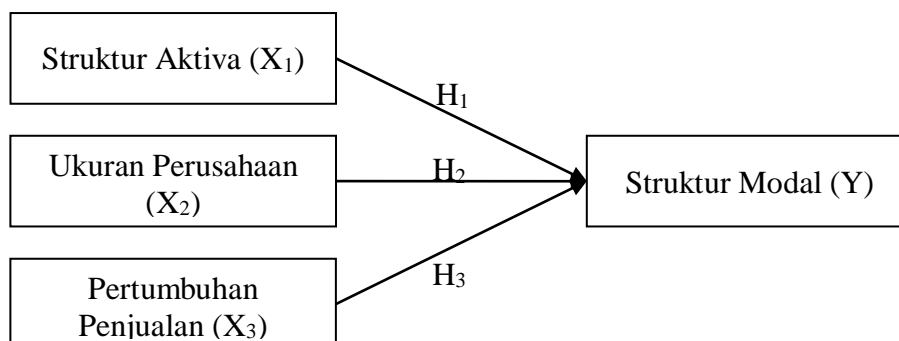 Struktur Aktiva (X₁)
H₁
Ukuran Perusahaan
(X₂)
H₂
Struktur Modal (Y)
H₃
Pertumbuhan
Penjualan (X₃)